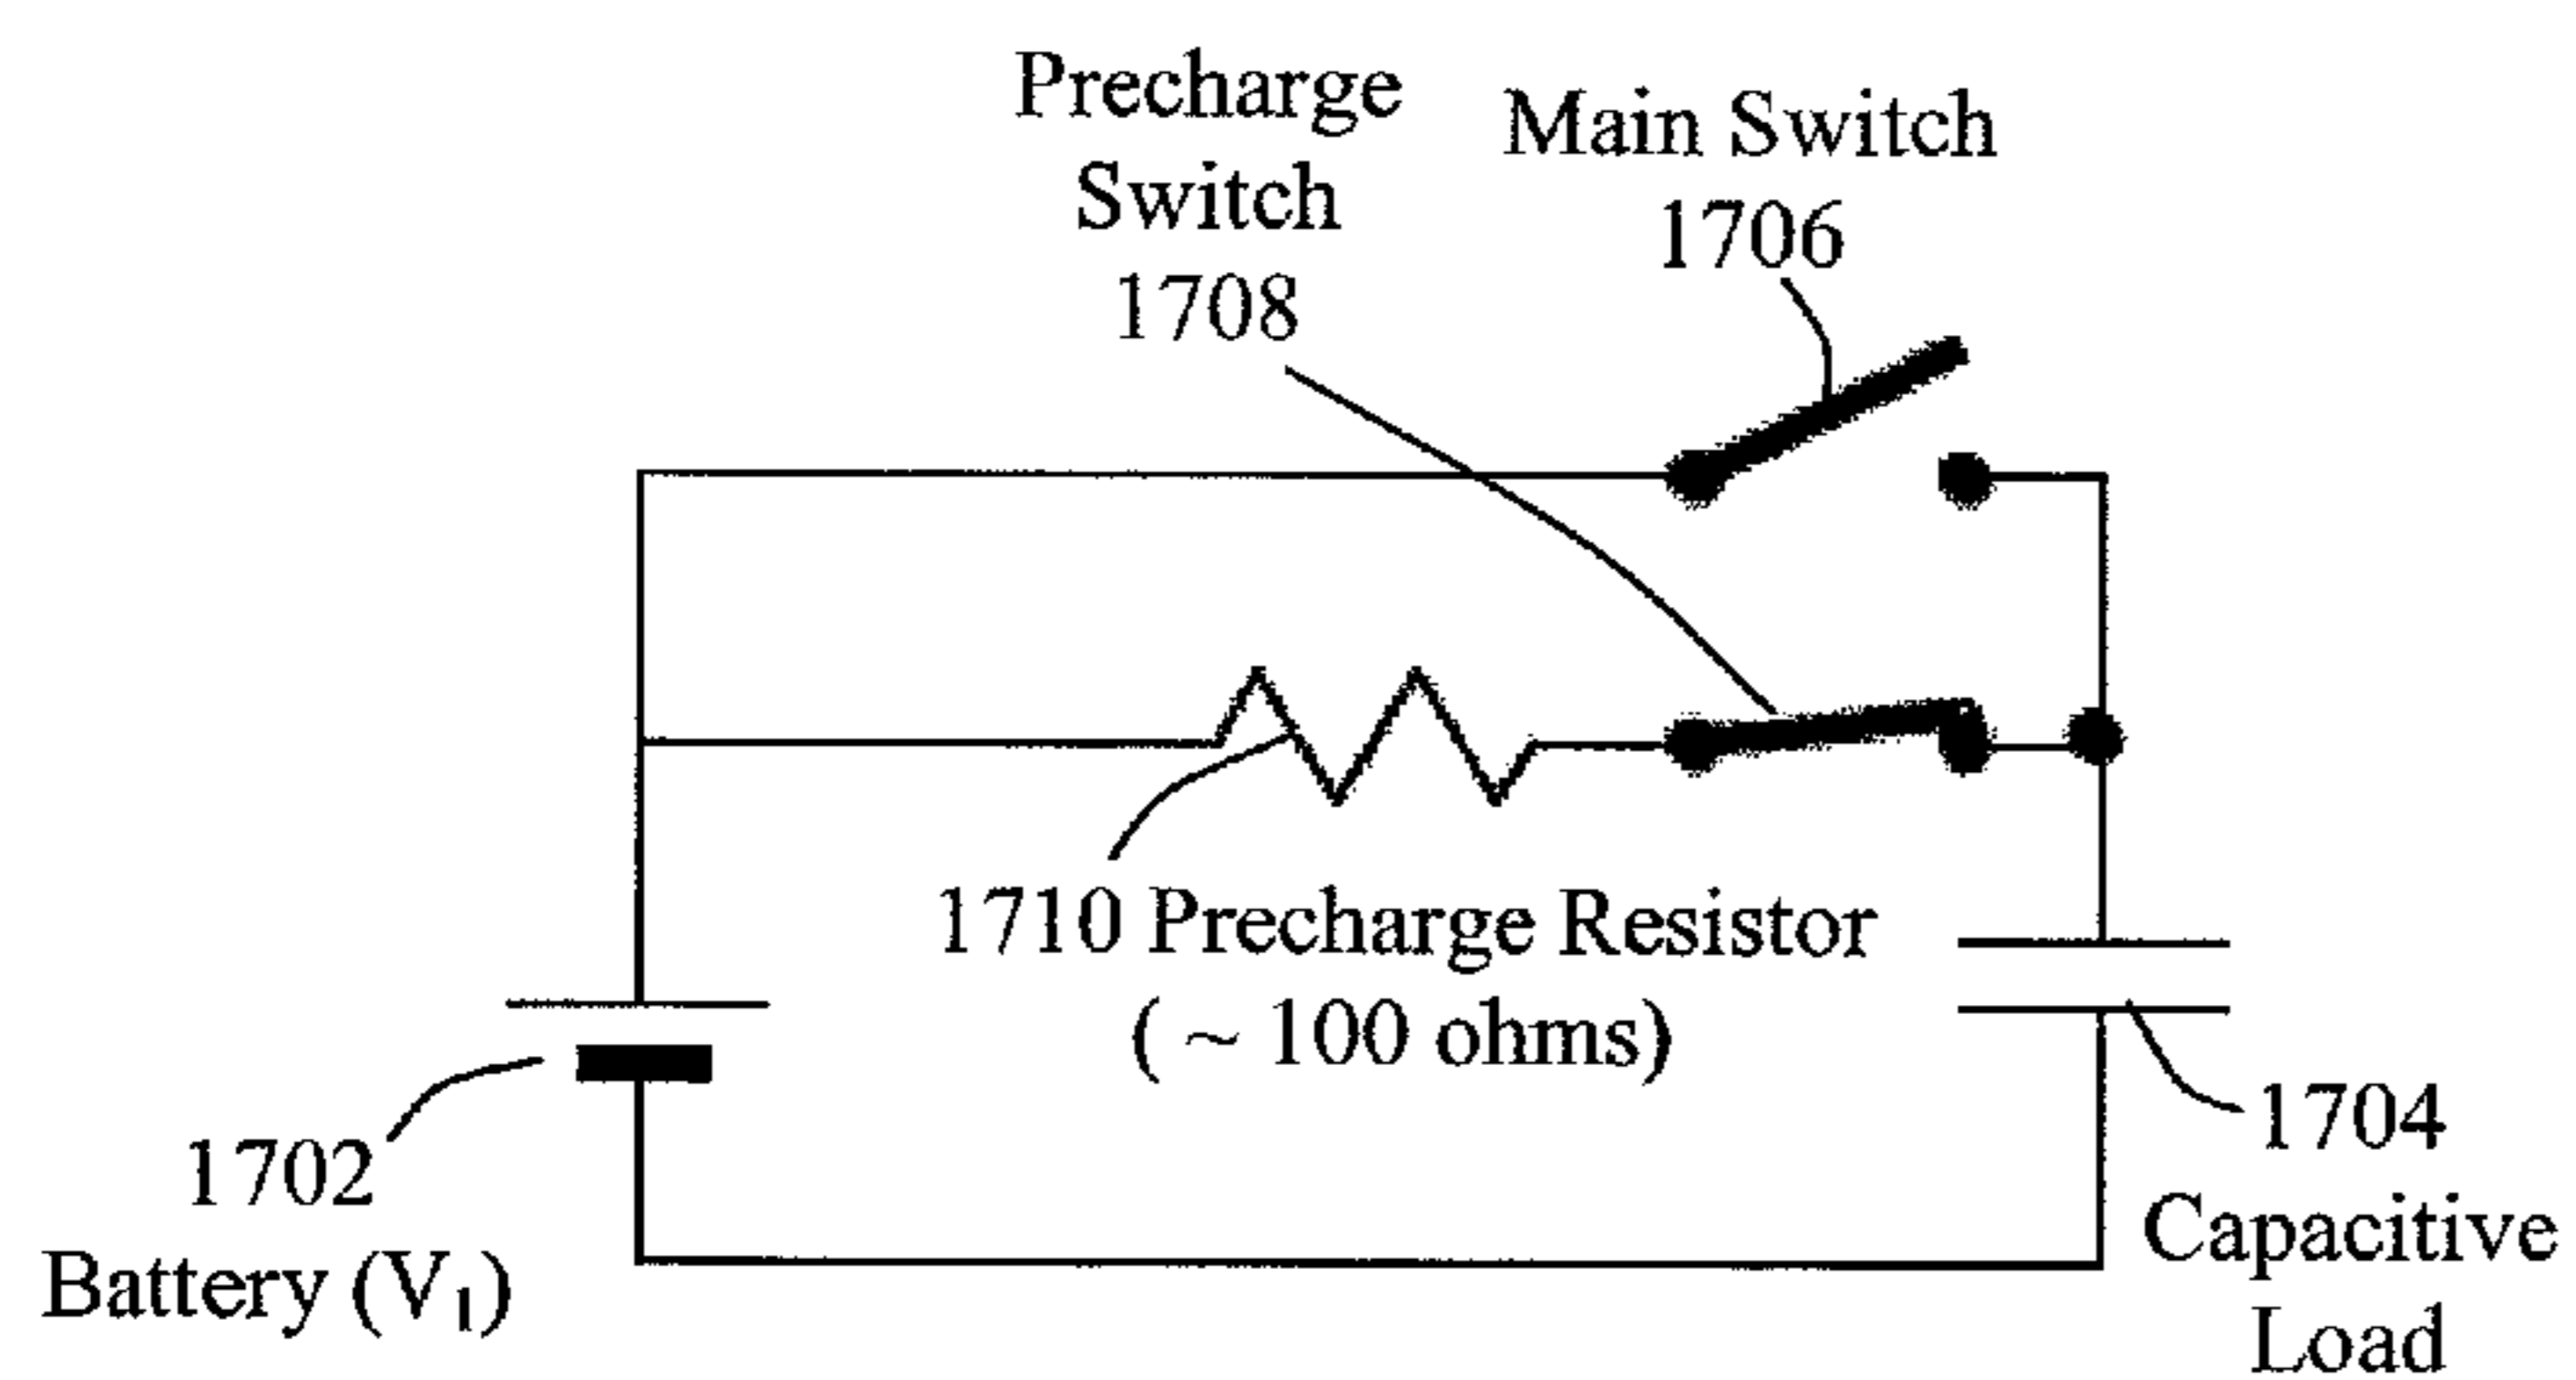 Precharge
Switch
1708
Main Switch
1706
1710 Precharge Resistor
( ~ 100 ohms)
1702
Battery (V₁)
1704
Capacitive
Load